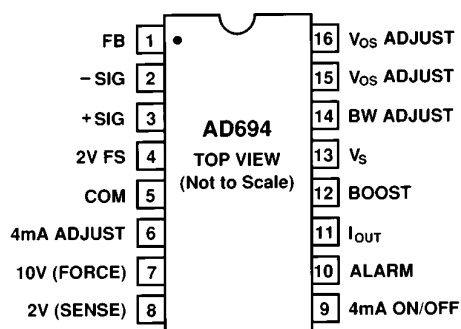 FB 1 16 V_OS ADJUST
−SIG 2 15 V_OS ADJUST
+SIG 3 14 BW ADJUST
2V FS 4 13 V_S
COM 5 12 BOOST
4mA ADJUST 6 11 I_OUT
10V (FORCE) 7 10 ALARM
2V (SENSE) 8 9 4mA ON/OFF
AD694
TOP VIEW
(Not to Scale)